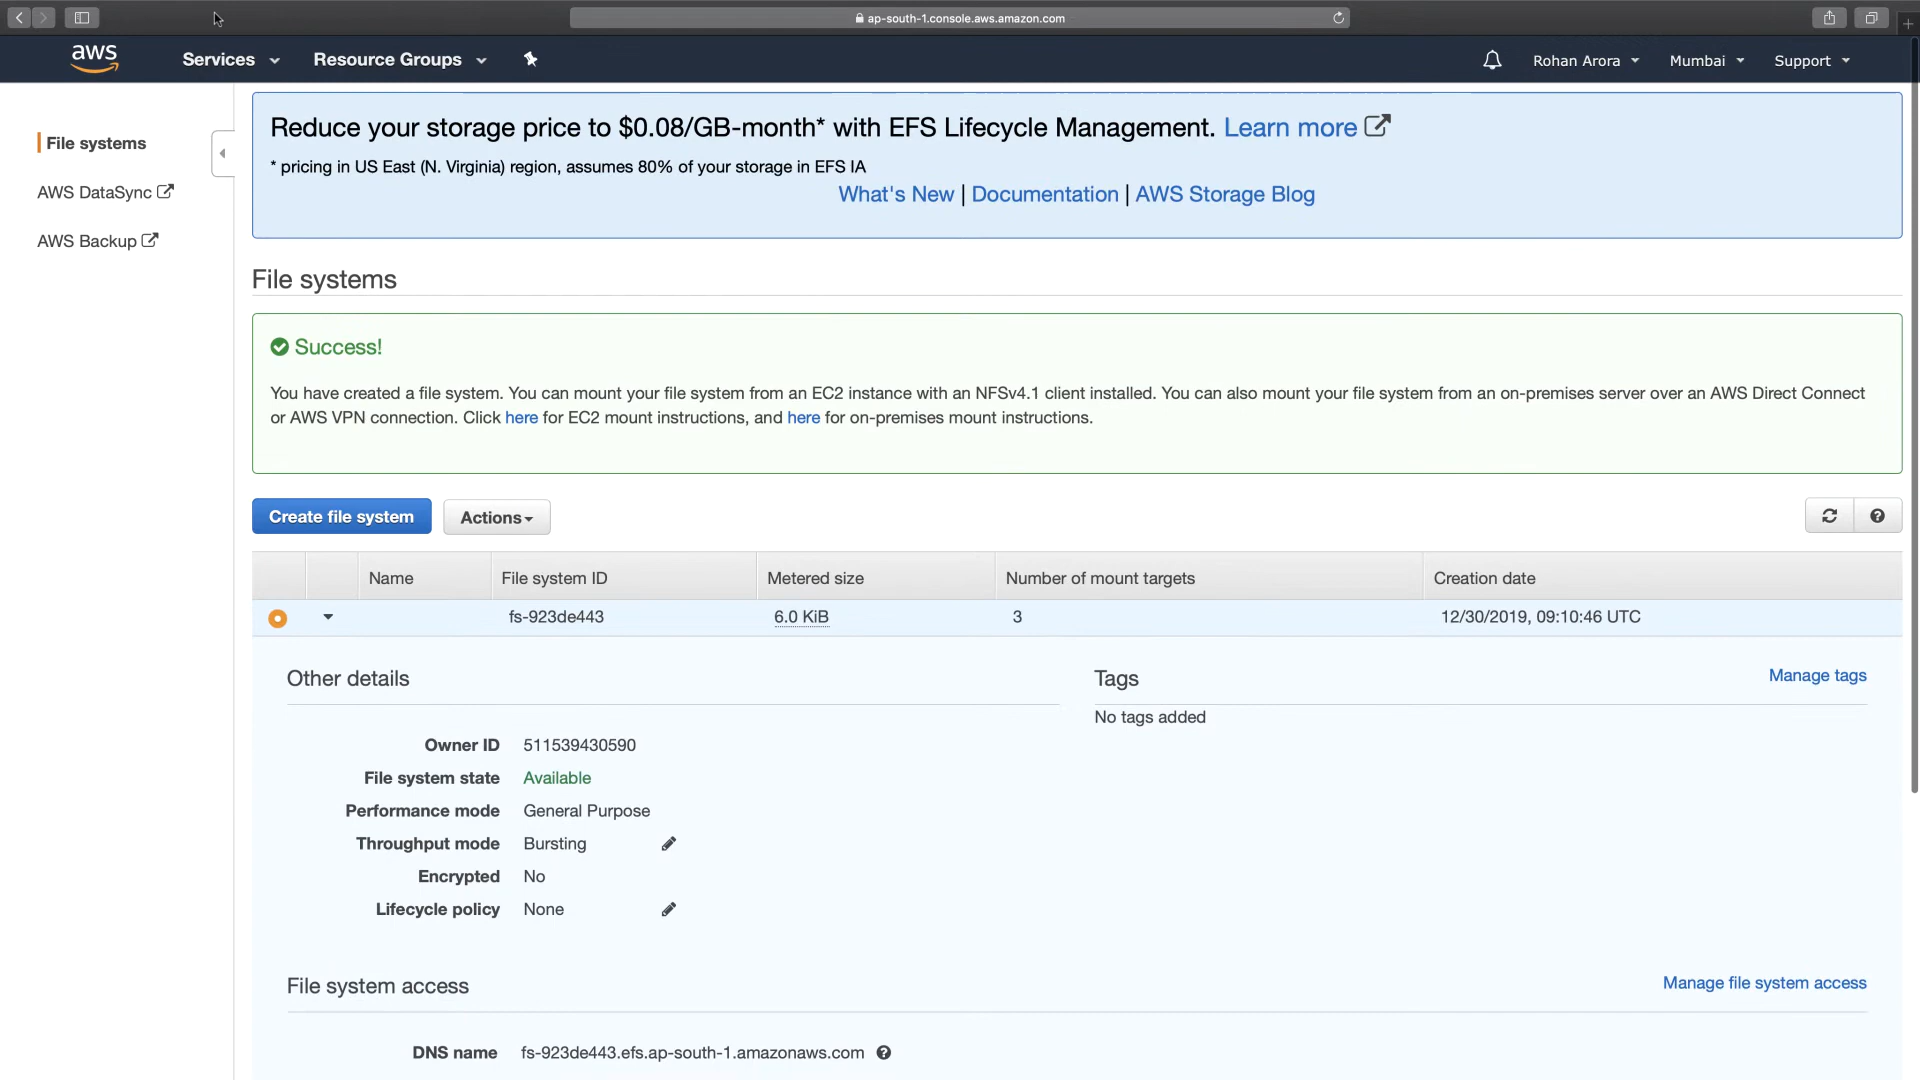 ap-south-1.console.aws.amazon.com
aws
Services
Resource Groups
Rohan Arora
Mumbai
Support
File systems
AWS DataSync
AWS Backup
Reduce your storage price to $0.08/GB-month* with EFS Lifecycle Management. Learn more
* pricing in US East (N. Virginia) region, assumes 80% of your storage in EFS IA
What's New | Documentation | AWS Storage Blog
File systems
Success!
You have created a file system. You can mount your file system from an EC2 instance with an NFSv4.1 client installed. You can also mount your file system from an on-premises server over an AWS Direct Connect
or AWS VPN connection. Click here for EC2 mount instructions, and here for on-premises mount instructions.
Create file system
Actions
Name File system ID Metered size Number of mount targets Creation date
fs-923de443 6.0 KiB 3 12/30/2019, 09:10:46 UTC
Other details
Owner ID 511539430590
File system state Available
Performance mode General Purpose
Throughput mode Bursting
Encrypted No
Lifecycle policy None
Tags
Manage tags
No tags added
File system access
Manage file system access
DNS name fs-923de443.efs.ap-south-1.amazonaws.com